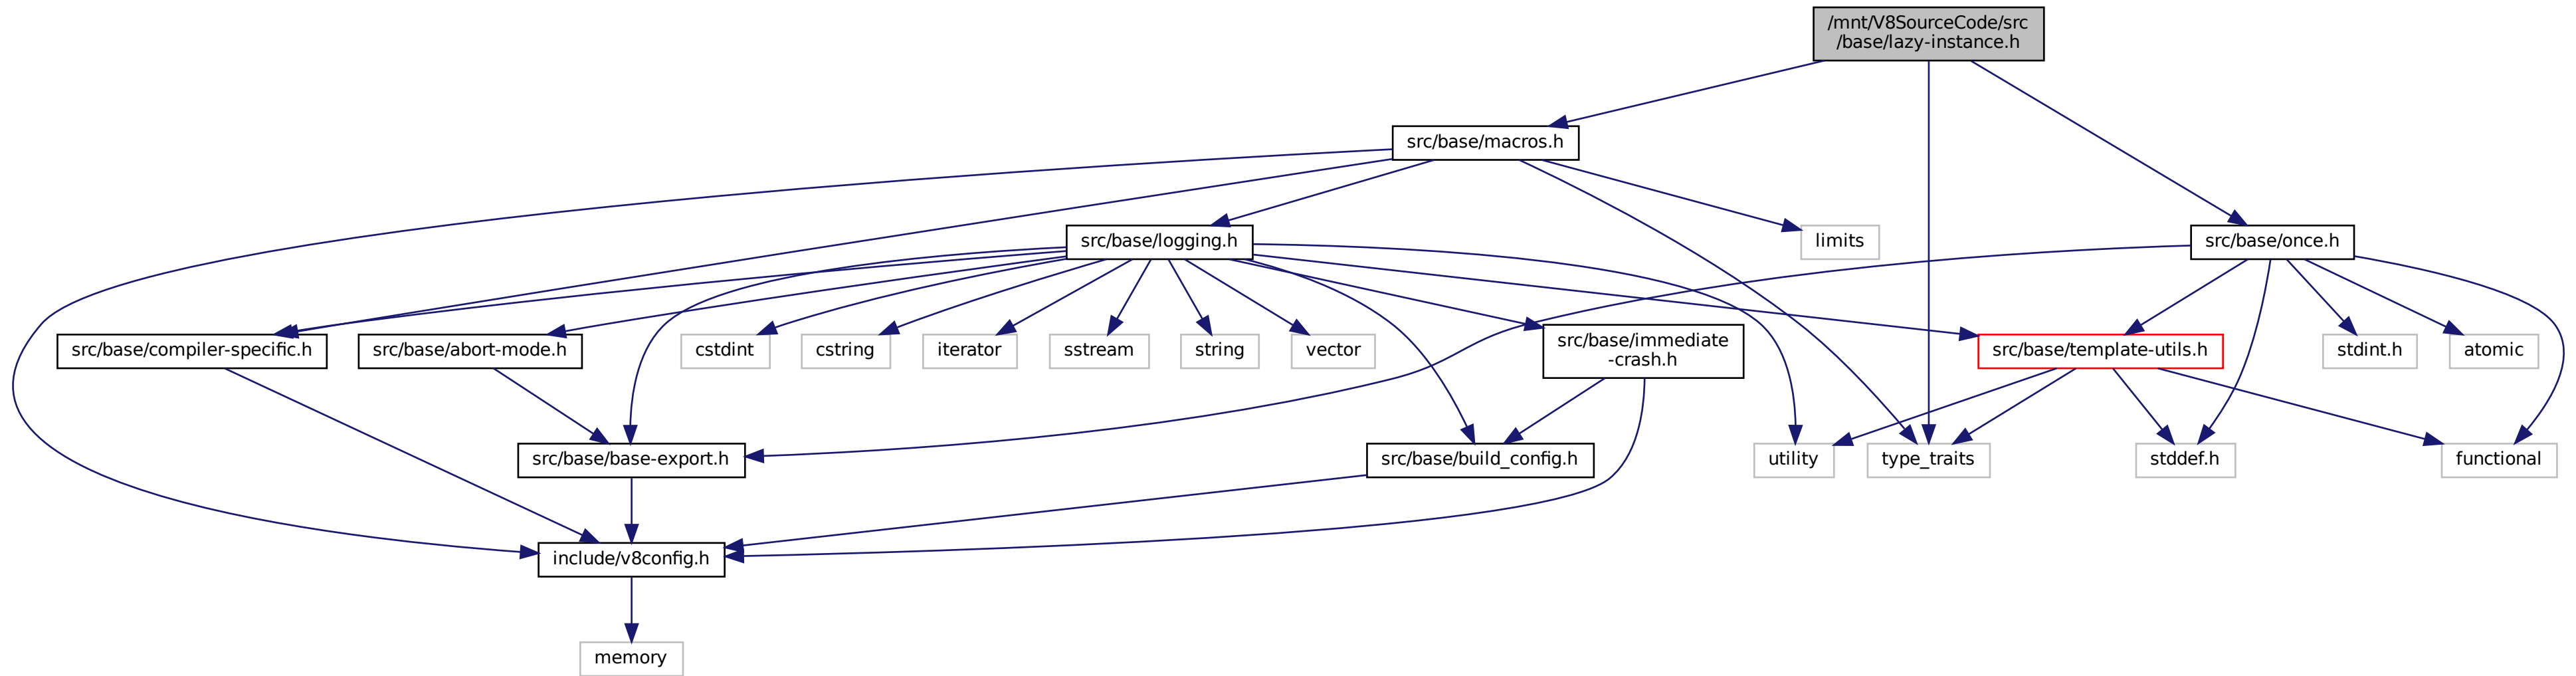 /mnt/V8SourceCode/src
/base/lazy-instance.h
src/base/macros.h
src/base/logging.h
limits
src/base/once.h
src/base/compiler-specific.h
src/base/abort-mode.h
cstdint
cstring
iterator
sstream
string
vector
src/base/immediate
-crash.h
src/base/template-utils.h
stdint.h
atomic
src/base/base-export.h
src/base/build_config.h
utility
type_traits
stddef.h
functional
include/v8config.h
memory